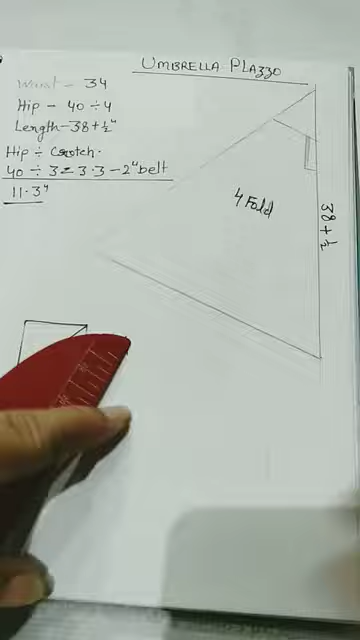 UMBRELLA PLAZZO
Waist - 34
Hip - 40 ÷ 4
Length - 38 + ½"
Hip ÷ Crotch.
40 ÷ 3 = 3.3 - 2" belt
11.3"
4 Fold
38 + ½